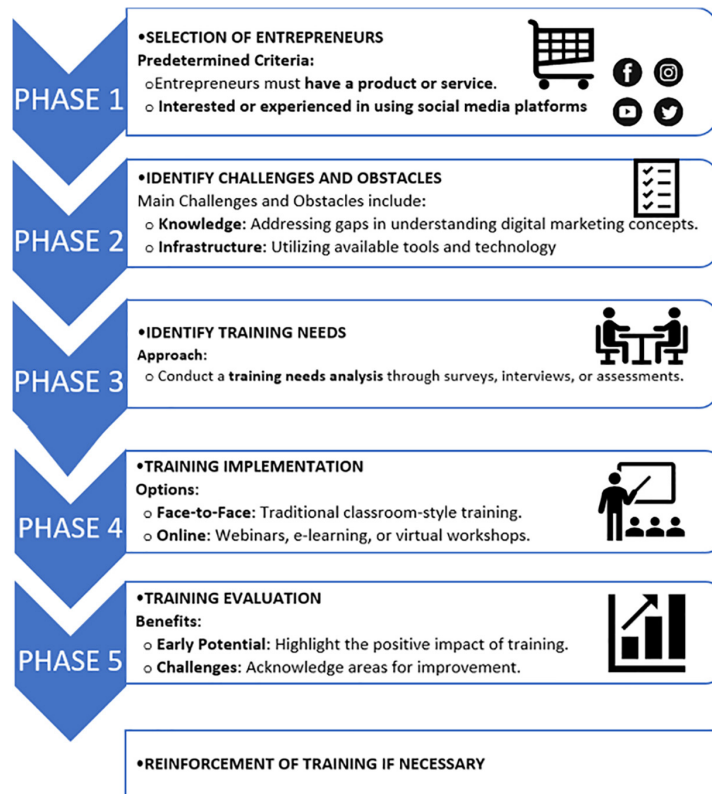 PHASE 1
•SELECTION OF ENTREPRENEURS
Predetermined Criteria:
oEntrepreneurs must have a product or service.
o Interested or experienced in using social media platforms
PHASE 2
•IDENTIFY CHALLENGES AND OBSTACLES
Main Challenges and Obstacles include:
o Knowledge: Addressing gaps in understanding digital marketing concepts.
o Infrastructure: Utilizing available tools and technology
PHASE 3
•IDENTIFY TRAINING NEEDS
Approach:
o Conduct a training needs analysis through surveys, interviews, or assessments.
PHASE 4
•TRAINING IMPLEMENTATION
Options:
o Face-to-Face: Traditional classroom-style training.
o Online: Webinars, e-learning, or virtual workshops.
PHASE 5
•TRAINING EVALUATION
Benefits:
o Early Potential: Highlight the positive impact of training.
o Challenges: Acknowledge areas for improvement.
•REINFORCEMENT OF TRAINING IF NECESSARY